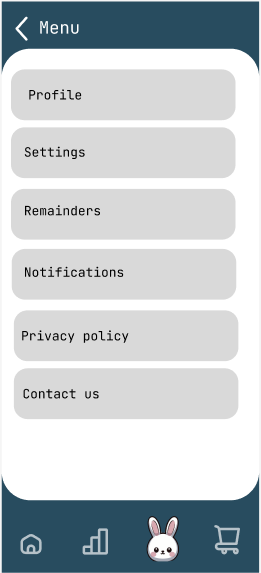 Menu
Profile
Settings
Remainders
Notifications
Privacy policy
Contact us